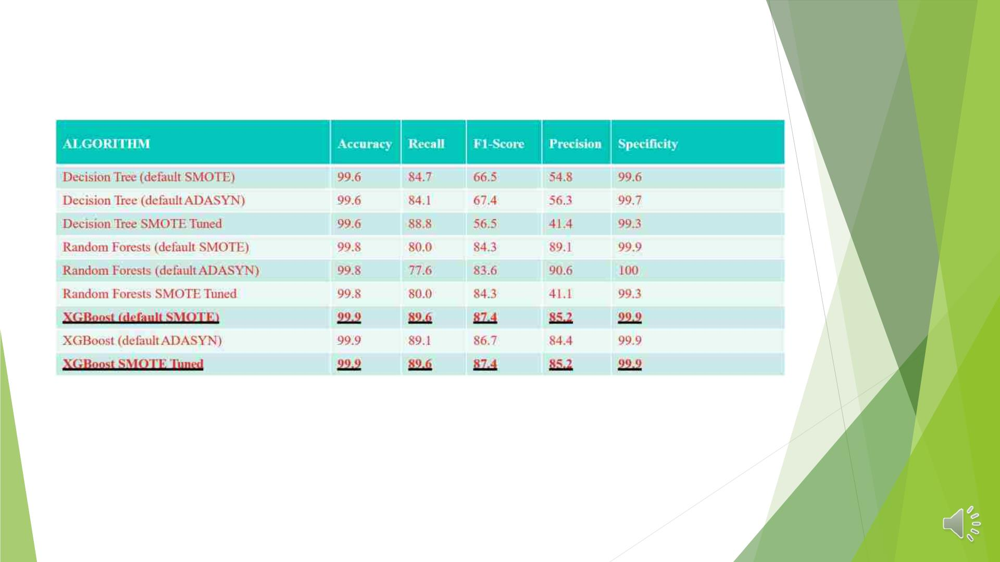 ALGORITHM Accuracy Recall F1-Score Precision Specificity
Decision Tree (default SMOTE) 99.6 84.7 66.5 54.8 99.6
Decision Tree (default ADASYN) 99.6 84.1 67.4 56.3 99.7
Decision Tree SMOTE Tuned 99.6 88.8 56.5 41.4 99.3
Random Forests (default SMOTE) 99.8 80.0 84.3 89.1 99.9
Random Forests (default ADASYN) 99.8 77.6 83.6 90.6 100
Random Forests SMOTE Tuned 99.8 80.0 84.3 41.1 99.3
XGBoost (default SMOTE) 99.9 89.6 87.4 85.2 99.9
XGBoost (default ADASYN) 99.9 89.1 86.7 84.4 99.9
XGBoost SMOTE Tuned 99.9 89.6 87.4 85.2 99.9